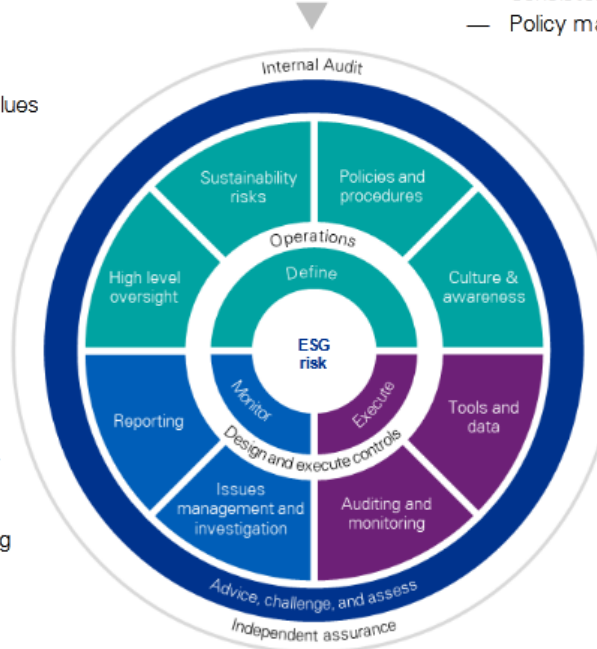 — Policy ma
Internal Audit
lues
Sustainability
risks
Policies and
procedures
Operations
High level
oversight
Define
Culture &
awareness
ESG
risk
Monitor
Execute
Reporting
Tools and
data
Design and execute controls
Issues
management and
investigation
Auditing and
monitoring
g
Advice, challenge, and assess
Independent assurance